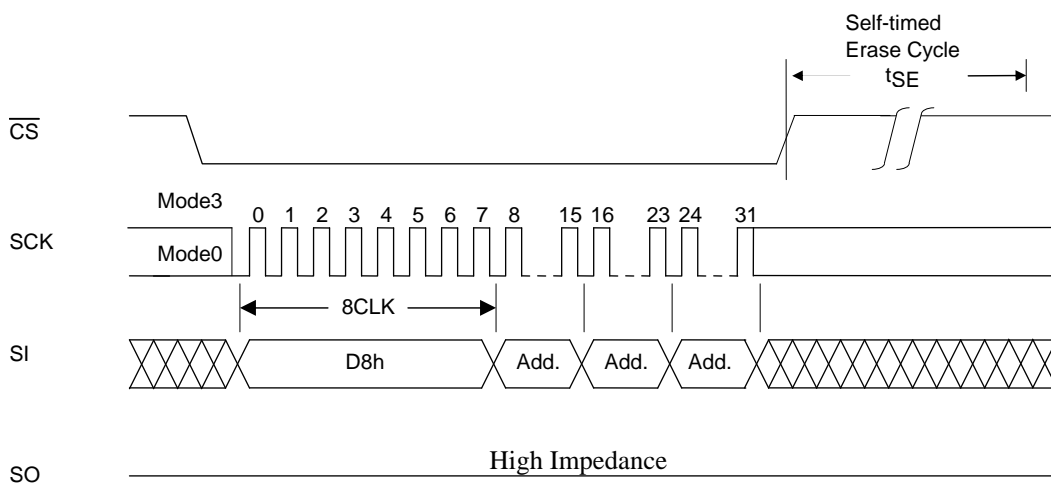 Self-timed
Erase Cycle
tSE
CS
Mode3
0 1 2 3 4 5 6 7 8 15 16 23 24 31
SCK
Mode0
8CLK
SI
D8h Add. Add. Add.
High Impedance
SO